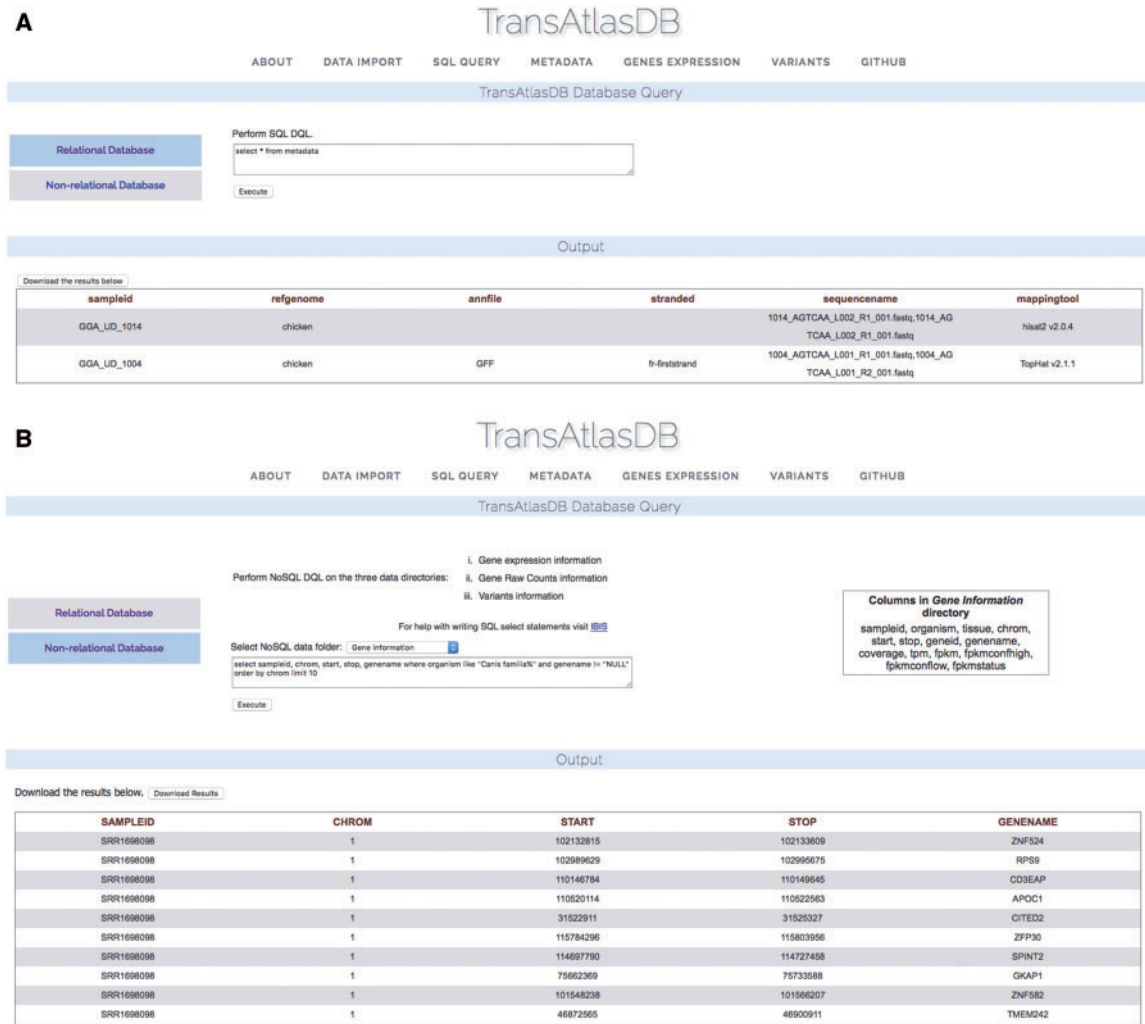 A
TransAtlasDB
ABOUT DATA IMPORT SQL QUERY METADATA GENES EXPRESSION VARIANTS GITHUB
TransAtlasDB Database Query
Relational Database
Non-relational Database
Perform SQL DQL.
select * from metadata
Execute
Output
Download the results below
sampleid refgenome annfile stranded sequencename mappingtool
GGA_UD_1014 chicken 1014_AGTCAA_L002_R1_001.fastq,1014_AG hisat2 v2.0.4
TCAA_L002_R1_001.fastq
GGA_UD_1004 chicken GFF fr-firststrand 1004_AGTCAA_L001_R1_001.fastq,1004_AG TopHat v2.1.1
TCAA_L001_R2_001.fastq
B
TransAtlasDB
ABOUT DATA IMPORT SQL QUERY METADATA GENES EXPRESSION VARIANTS GITHUB
TransAtlasDB Database Query
Relational Database
Non-relational Database
Perform NoSQL DQL on the three data directories:
i. Gene expression information
ii. Gene Raw Counts information
iii. Variants information
For help with writing SQL select statements visit IBIS
Select NoSQL data folder: Gene Information
select sampleid, chrom, start, stop, genename where organism like "Canis familia%" and genename != "NULL"
order by chrom limit 10
Execute
Columns in Gene Information
directory
sampleid, organism, tissue, chrom,
start, stop, geneid, genename,
coverage, tpm, fpkm, fpkmconfhigh,
fpkmconflow, fpkmstatus
Output
Download the results below. Download Results
SAMPLEID CHROM START STOP GENENAME
SRR1698098 1 102132815 102133609 ZNF524
SRR1698098 1 102989629 102995675 RPS9
SRR1698098 1 110146784 110149645 CD3EAP
SRR1698098 1 110520114 110522563 APOC1
SRR1698098 1 31522911 31525327 CITED2
SRR1698098 1 115784296 115803956 ZFP30
SRR1698098 1 114697790 114727458 SPINT2
SRR1698098 1 75662369 75733588 GKAP1
SRR1698098 1 101548238 101566207 ZNF582
SRR1698098 1 46872565 46900911 TMEM242